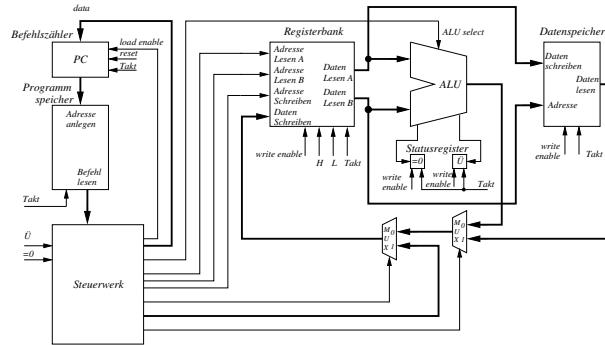 data
Befehlszähler
PC
load enable
reset
Takt
Programm
speicher
Adresse
anlegen
Befehl
lesen
Takt
Ü
=0
Steuerwerk
Registerbank
Adresse
Lesen A
Adresse
Lesen B
Adresse
Schreiben
Daten
Schreiben
Daten
Lesen A
Daten
Lesen B
write enable
H
L
Takt
ALU select
ALU
Statusregister
=0
Ü
write
enable
write
enable
Takt
M
U
X
0
1
M
U
X
0
1
Datenspeicher
Daten
schreiben
Daten
lesen
Adresse
write
enable
Takt